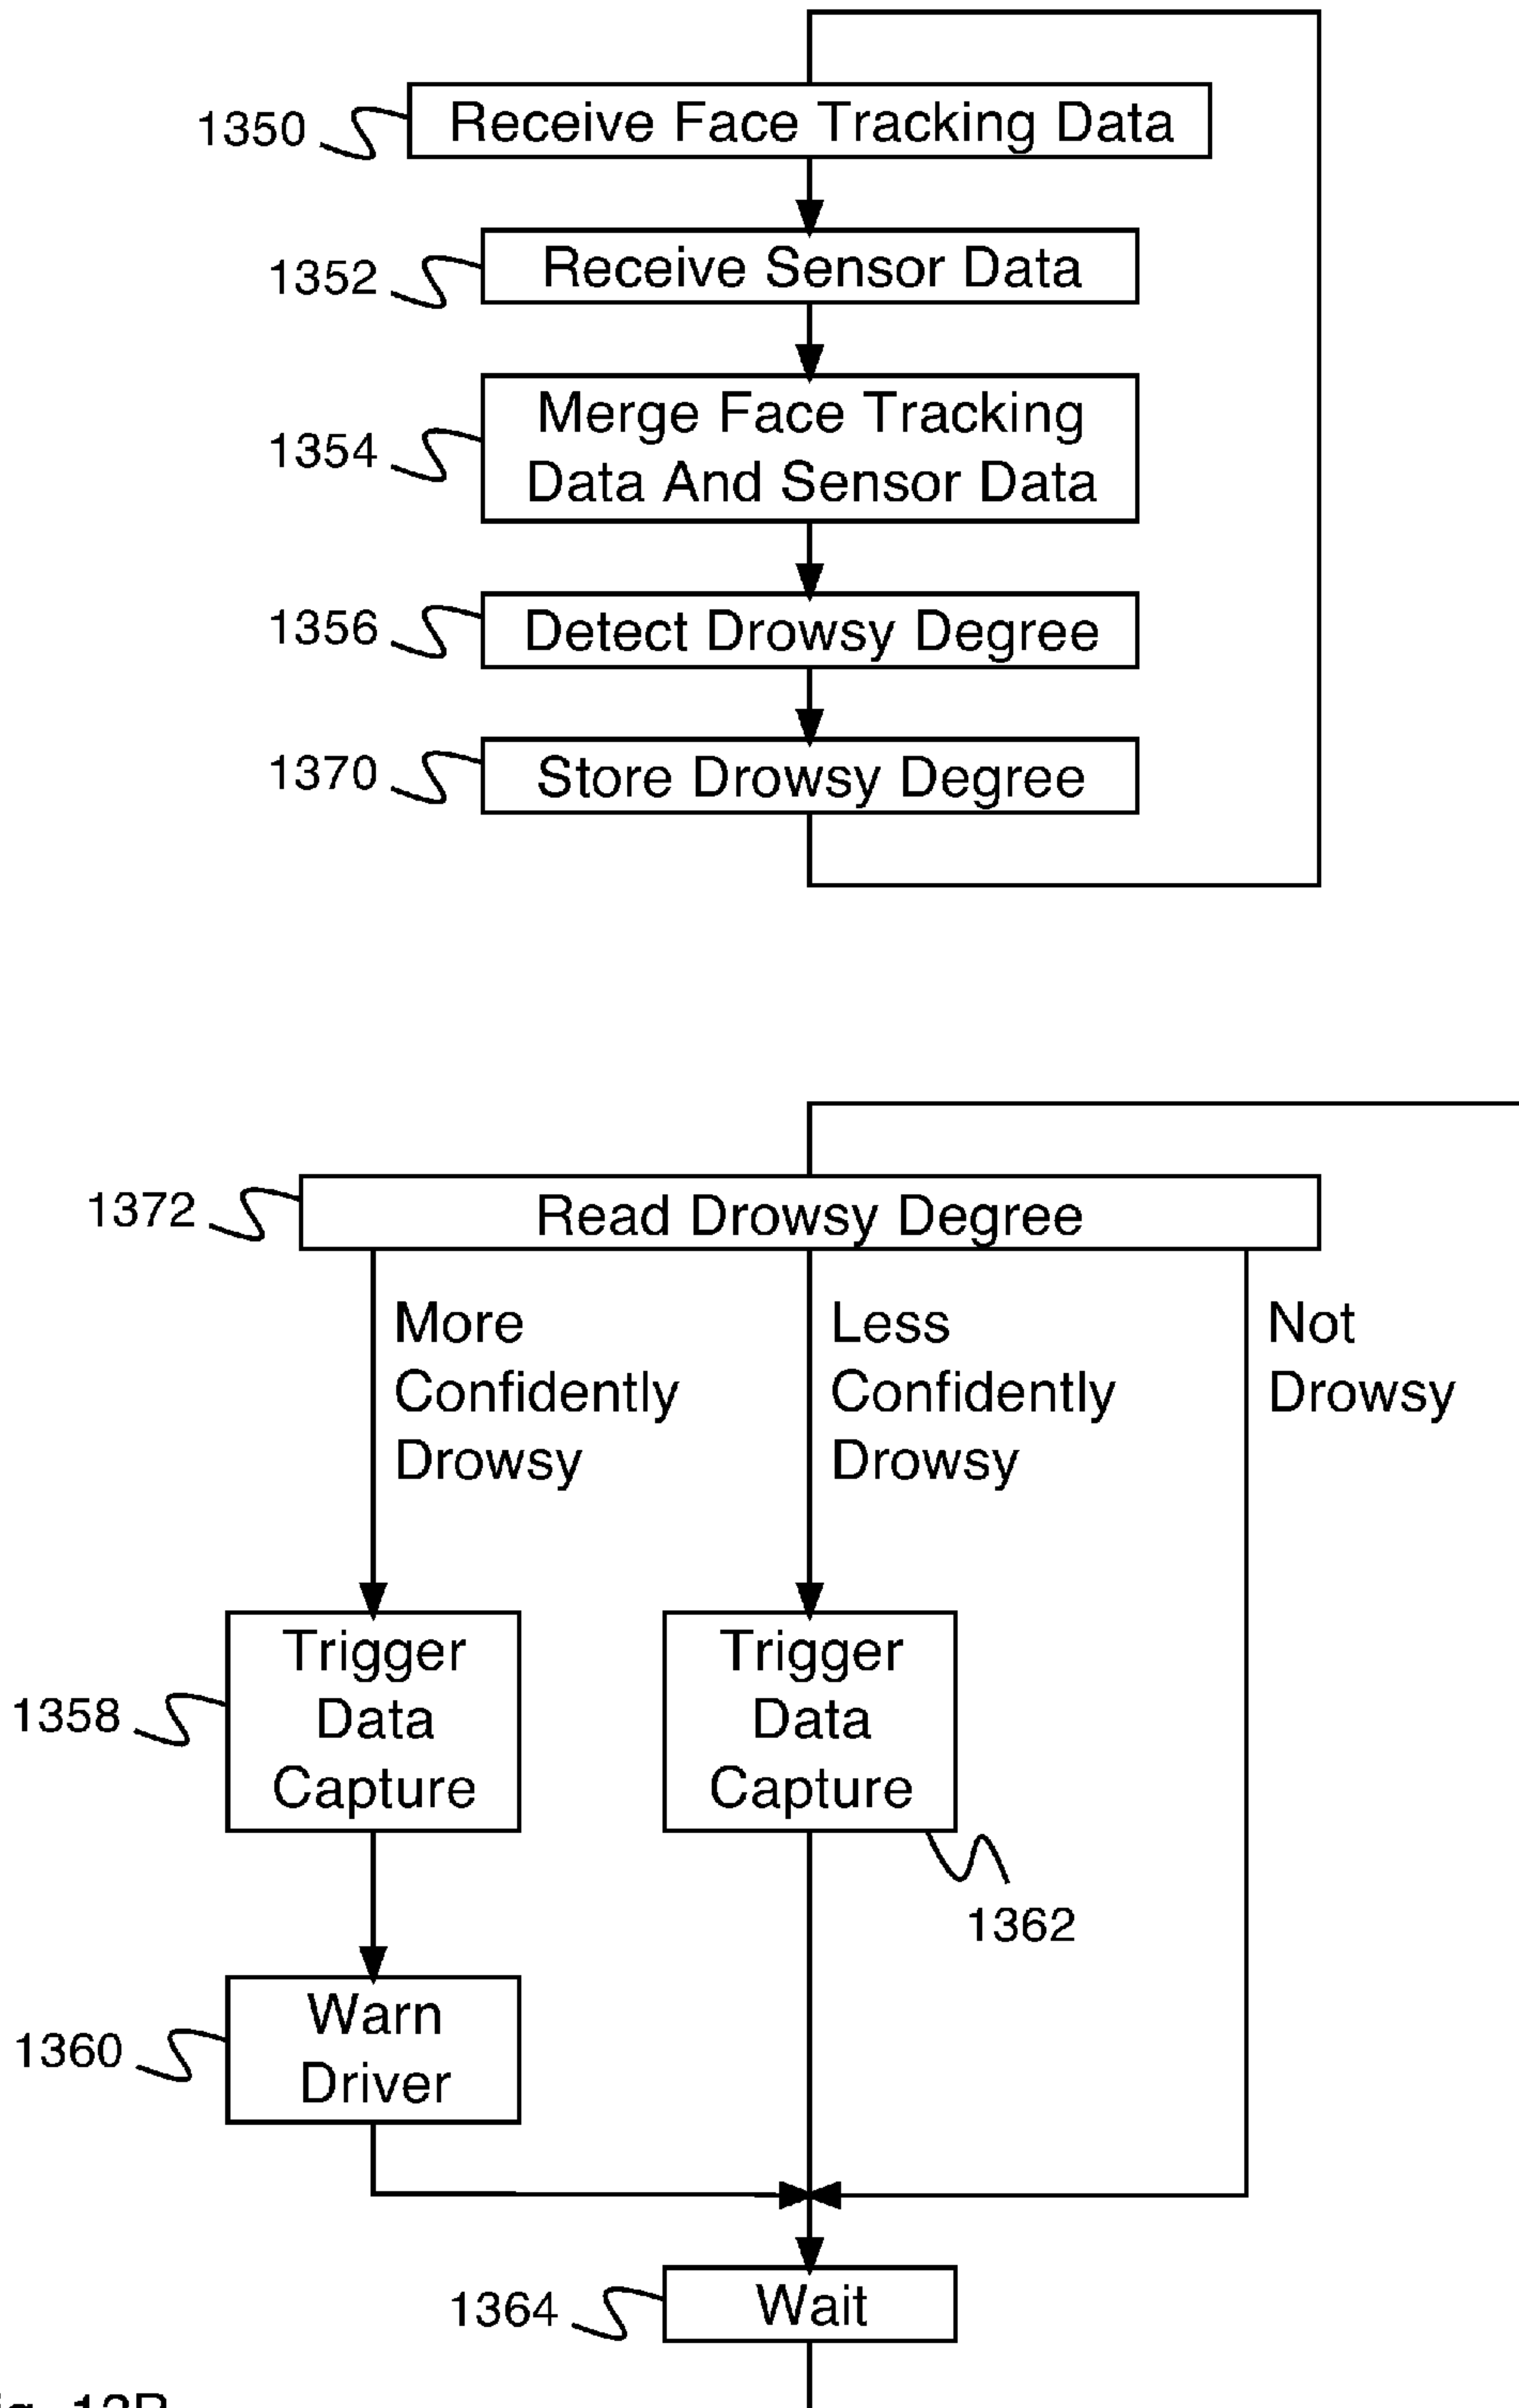 1350
Receive Face Tracking Data
1352
Receive Sensor Data
1354
Merge Face Tracking
Data And Sensor Data
1356
Detect Drowsy Degree
1370
Store Drowsy Degree
1372
Read Drowsy Degree
More
Confidently
Drowsy
Less
Confidently
Drowsy
Not
Drowsy
1358
Trigger
Data
Capture
Trigger
Data
Capture
1362
1360
Warn
Driver
1364
Wait